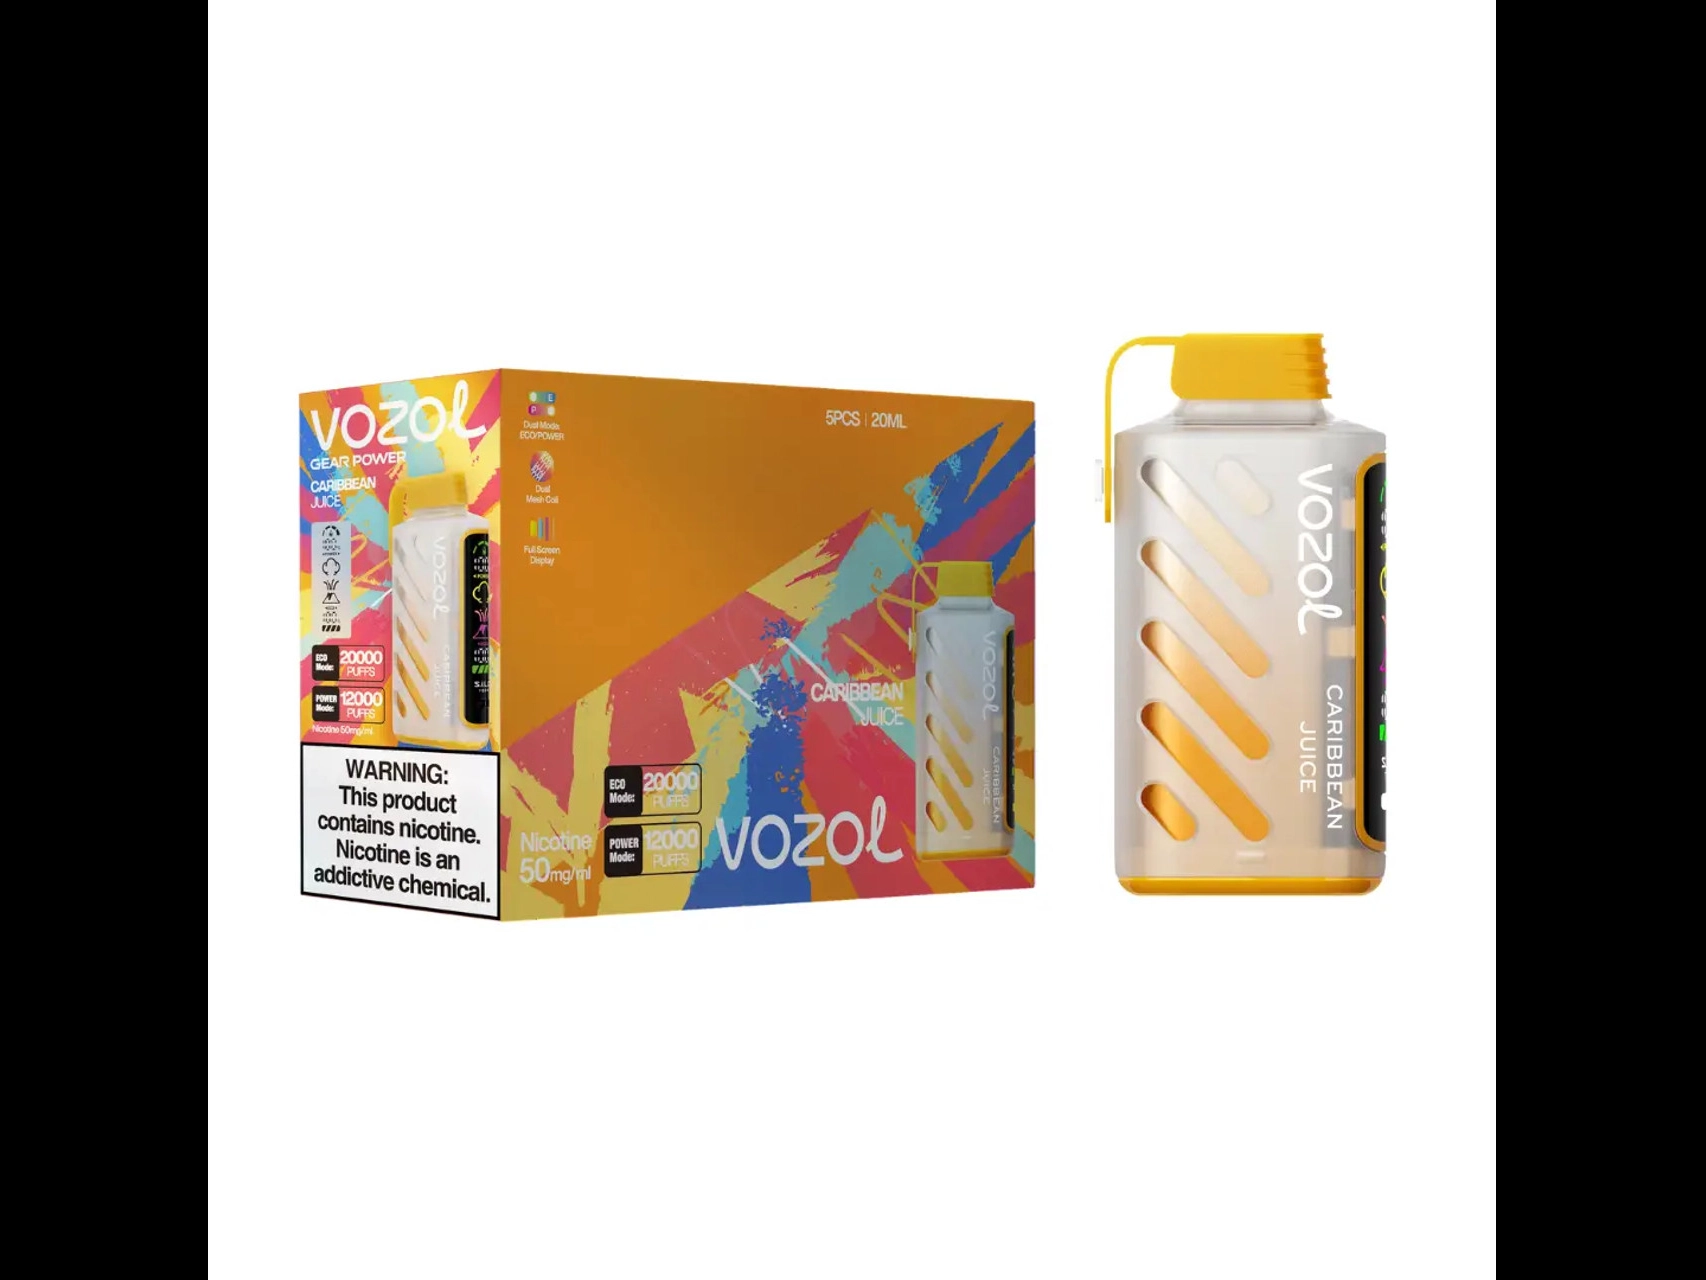 VOZOL
GEAR POWER
CARIBBEAN
JUICE
ECO
Mode:
20000
PUFFS
POWER
Mode:
12000
PUFFS
Nicotine 50mg/ml
WARNING:
This product
contains nicotine.
Nicotine is an
addictive chemical.
VOZOL
CARIBBEAN
JUICE
E
P
Dual Mode:
ECO/POWER
Dual
Mesh Coil
Full Screen
Display
5PCS | 20ML
CARIBBEAN
JUICE
ECO
Mode:
20000
PUFFS
POWER
Mode:
12000
PUFFS
Nicotine
50mg/ml
VOZOL
VOZOL
CARIBBEAN
JUICE
VOZOL
CARIBBEAN
JUICE